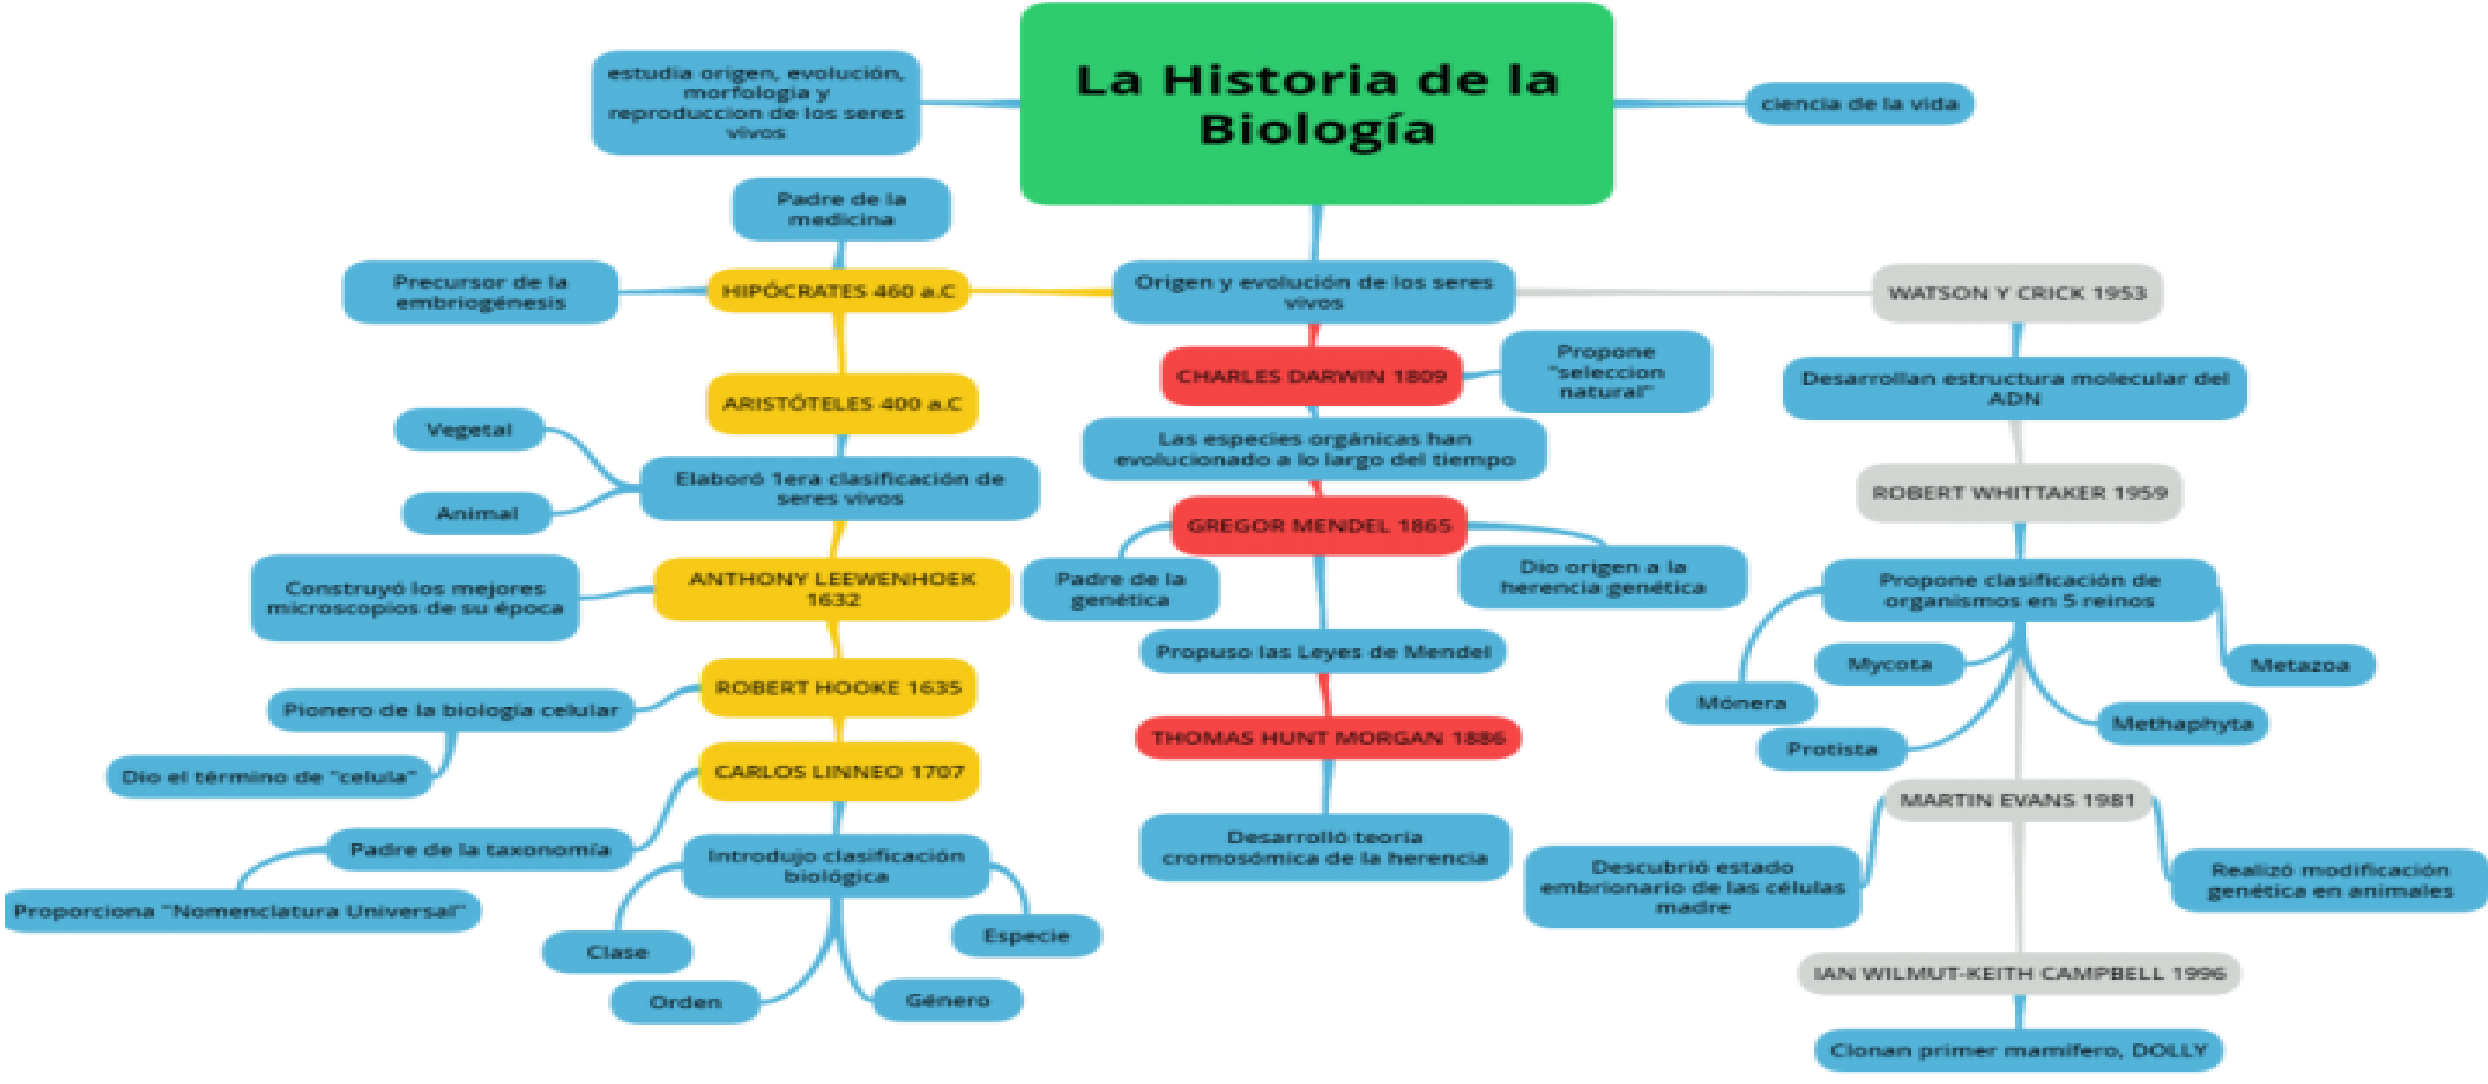 La Historia de la
Biología
estudia origen, evolución,
morfologia y
reproduccion de los seres
vivos
ciencia de la vida
Origen y evolución de los seres
vivos
Padre de la
medicina
Precursor de la
embriogénesis
HIPÓCRATES 460 a.C
ARISTÓTELES 400 a.C
Elaboró 1era clasificación de
seres vivos
Vegetal
Animal
ANTHONY LEEWENHOEK
1632
Construyó los mejores
microscopios de su época
ROBERT HOOKE 1635
Pionero de la biología celular
Dio el término de "celula"
CARLOS LINNEO 1707
Padre de la taxonomía
Proporciona "Nomenclatura Universal"
Introdujo clasificación
biológica
Clase
Orden
Género
Especie
CHARLES DARWIN 1809
Propone
"seleccion
natural"
Las especies orgánicas han
evolucionado a lo largo del tiempo
GREGOR MENDEL 1865
Padre de la
genética
Dio origen a la
herencia genética
Propuso las Leyes de Mendel
THOMAS HUNT MORGAN 1886
Desarrolló teoría
cromosómica de la herencia
WATSON Y CRICK 1953
Desarrollan estructura molecular del
ADN
ROBERT WHITTAKER 1959
Propone clasificación de
organismos en 5 reinos
Mónera
Mycota
Protista
Methaphyta
Metazoa
MARTIN EVANS 1981
Descubrió estado
embrionario de las células
madre
Realizó modificación
genética en animales
IAN WILMUT-KEITH CAMPBELL 1996
Clonan primer mamífero, DOLLY